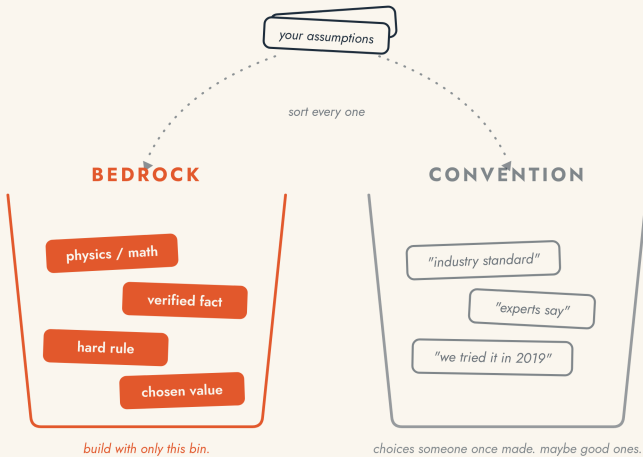 your assumptions
sort every one
BEDROCK
physics / math
verified fact
hard rule
chosen value
build with only this bin.
CONVENTION
"industry standard"
"experts say"
"we tried it in 2019"
choices someone once made. maybe good ones.